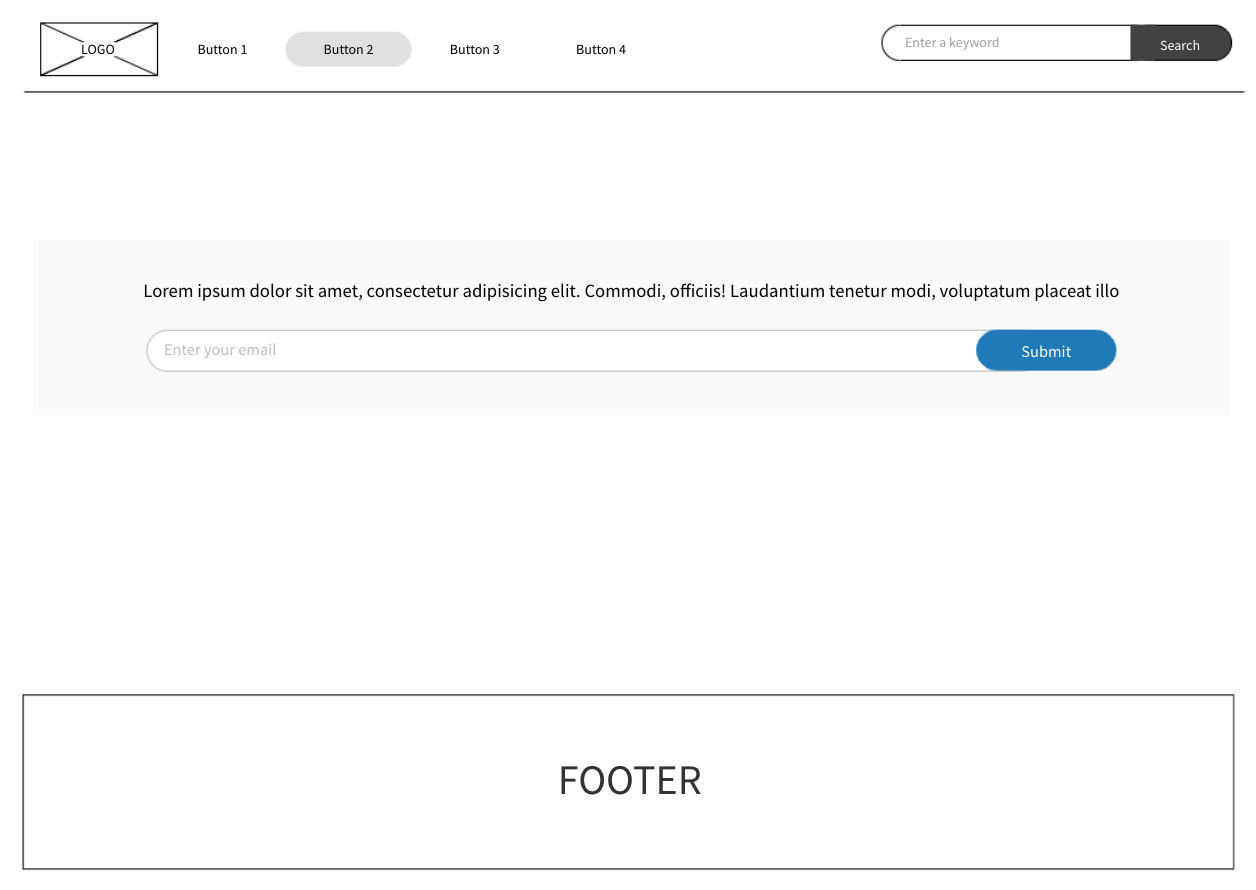 LOGO
Button 1
Button 2
Button 3
Button 4
Enter a keyword
Search
Lorem ipsum dolor sit amet, consectetur adipisicing elit. Commodi, officiis! Laudantium tenetur modi, voluptatum placeat illo
Enter your email
Submit
FOOTER